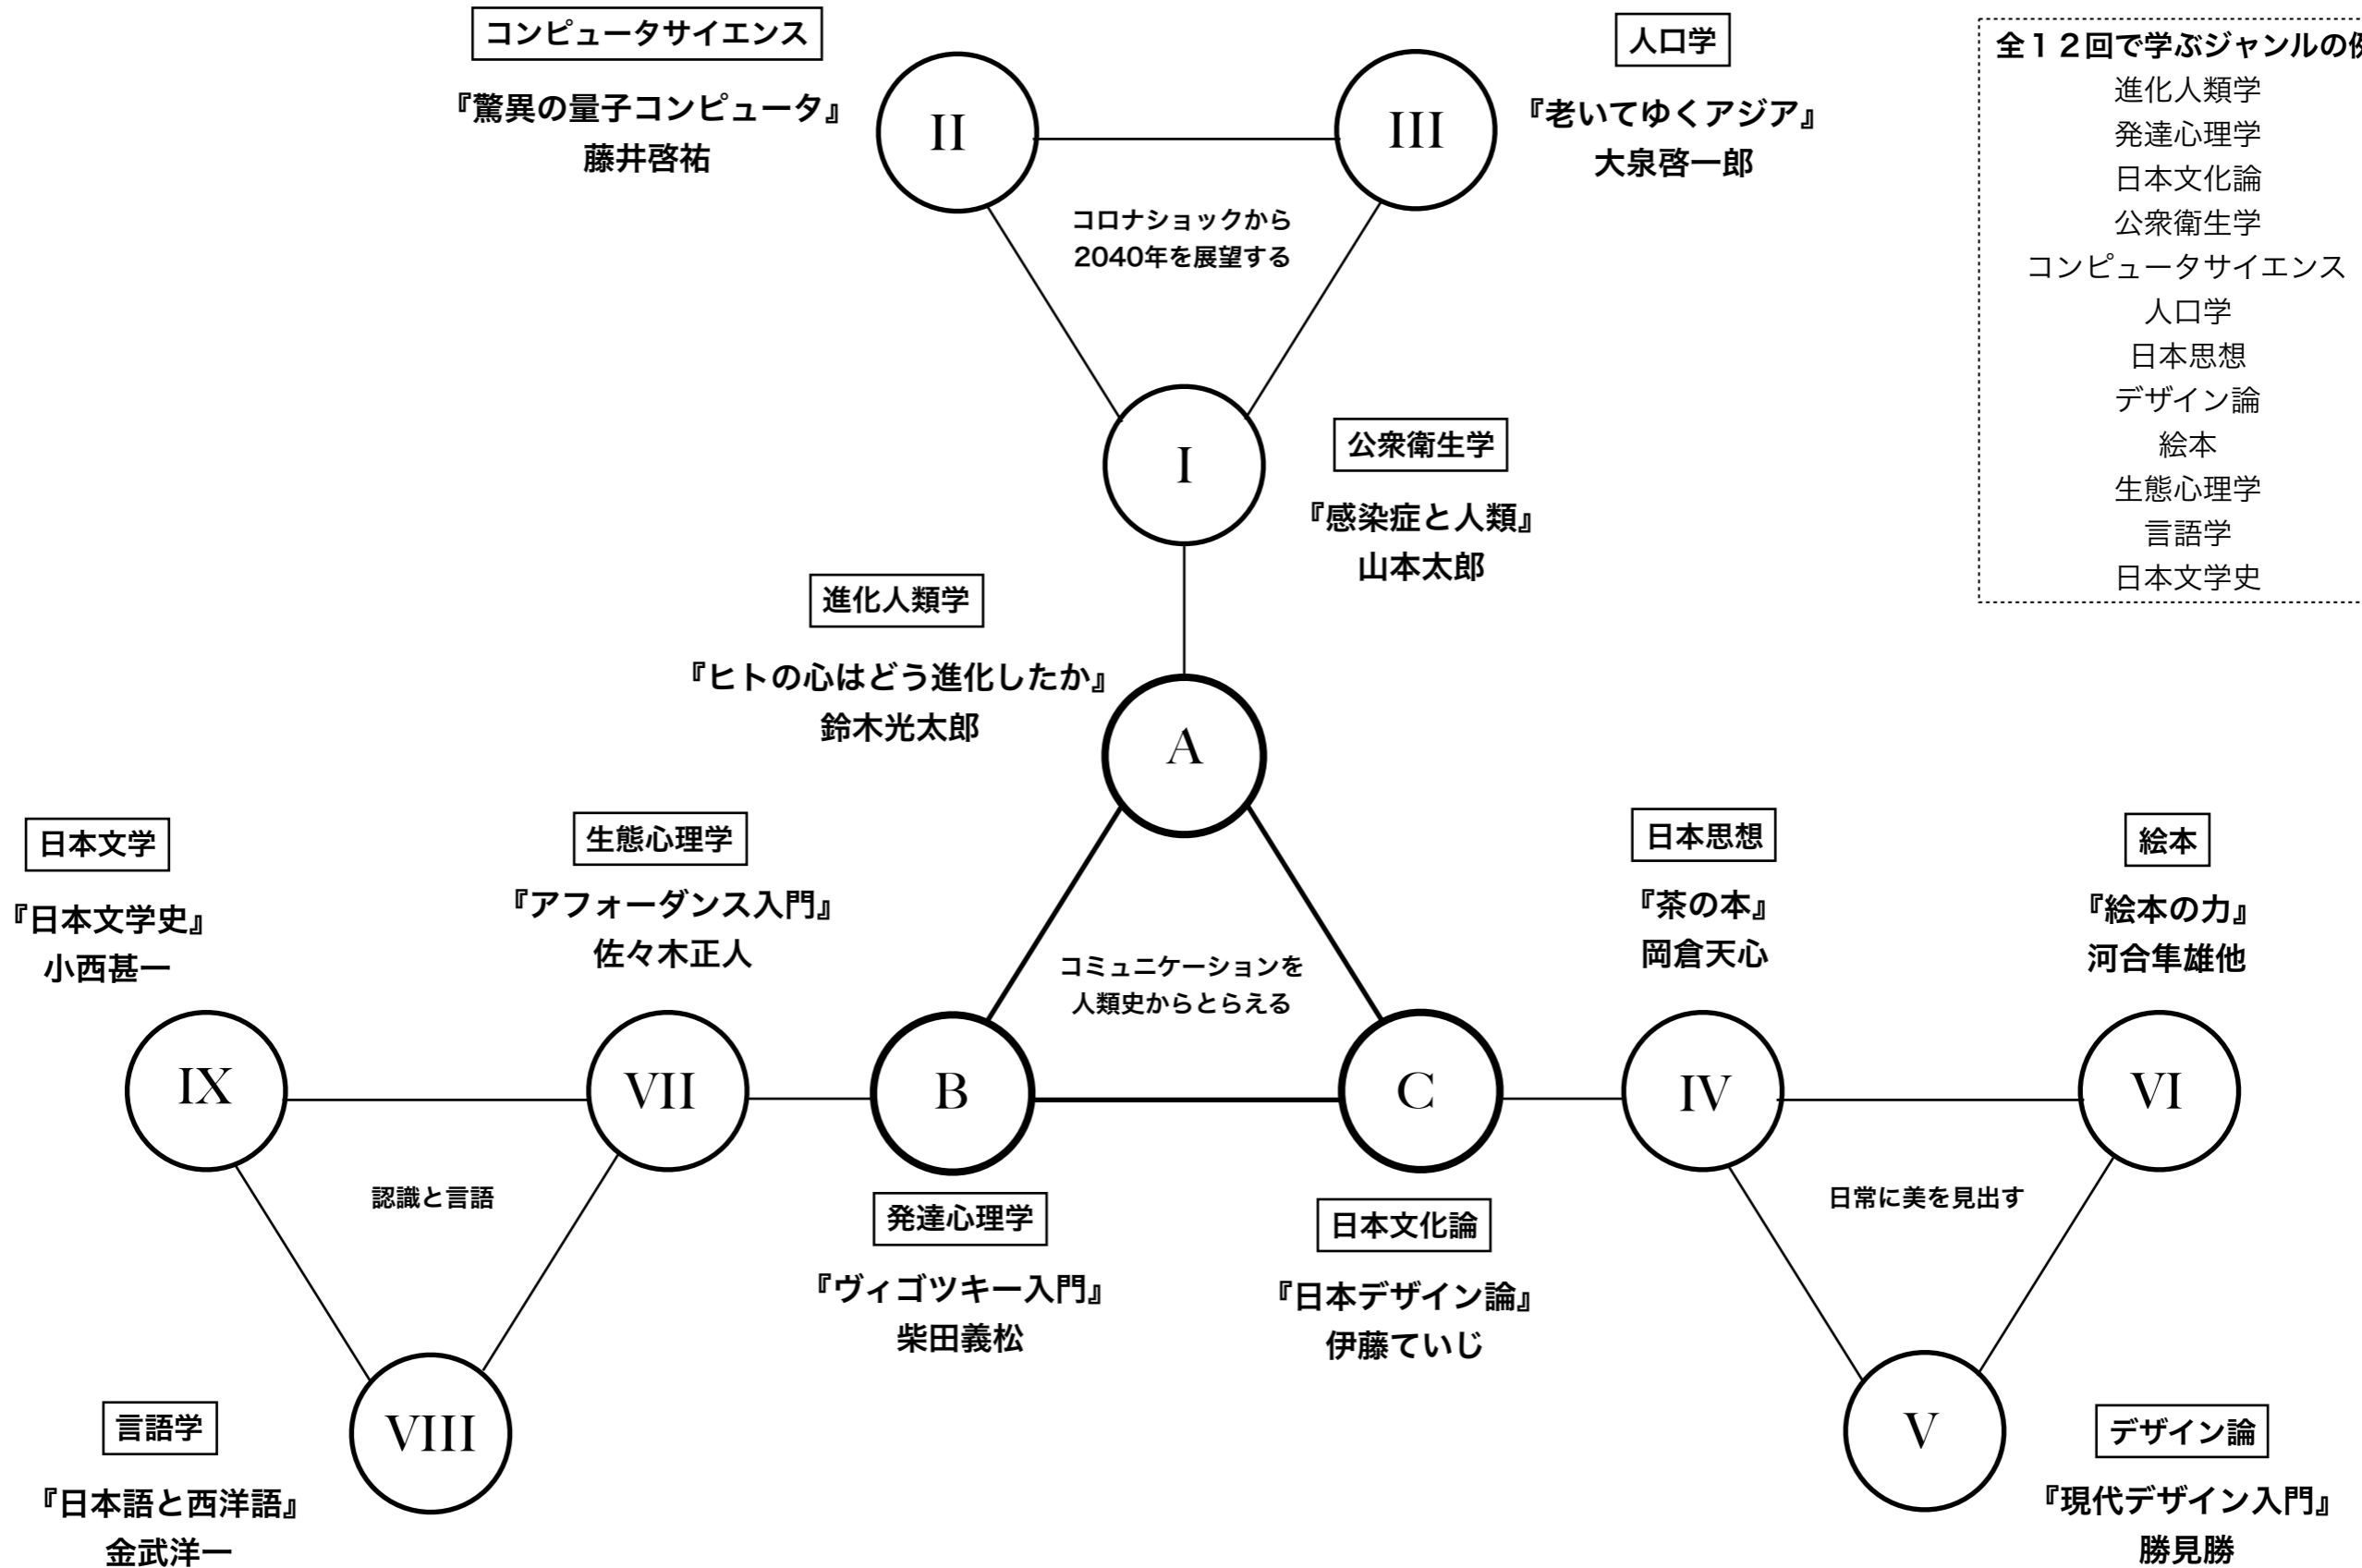 コンピュータサイエンス
『驚異の量子コンピュータ』
藤井啓祐
II
III
人口学
『老いてゆくアジア』
大泉啓一郎
コロナショックから
2040年を展望する
I
公衆衛生学
『感染症と人類』
山本太郎
全12回で学ぶジャンルの
進化人類学
発達心理学
日本文化論
公衆衛生学
コンピュータサイエンス
人口学
日本思想
デザイン論
絵本
生態心理学
言語学
日本文学史
進化人類学
『ヒトの心はどう進化したか』
鈴木光太郎
A
コミュニケーションを
人類史からとらえる
B
C
発達心理学
『ヴィゴツキー入門』
柴田義松
日本文化論
『日本デザイン論』
伊藤ていじ
日本文学
『日本文学史』
小西甚一
生態心理学
『アフォーダンス入門』
佐々木正人
IX
VII
認識と言語
VIII
言語学
『日本語と西洋語』
金武洋一
日本思想
『茶の本』
岡倉天心
絵本
『絵本の力』
河合隼雄他
IV
VI
日常に美を見出す
V
デザイン論
『現代デザイン入門』
勝見勝